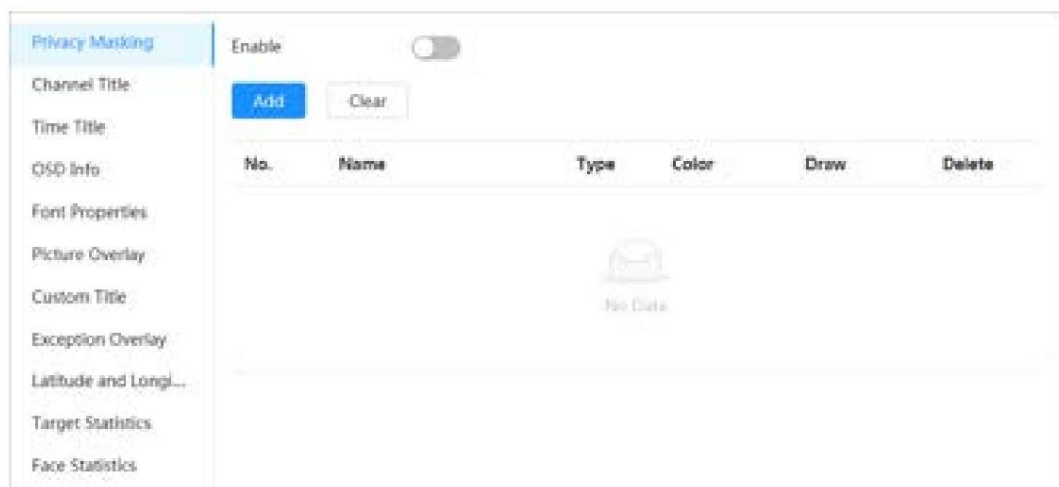 Privacy Masking
Channel Title
Time Title
OSD Info
Font Properties
Picture Overlay
Custom Title
Exception Overlay
Latitude and Longi...
Target Statistics
Face Statistics
Enable
Add Clear
No. Name Type Color Draw Delete
No Data